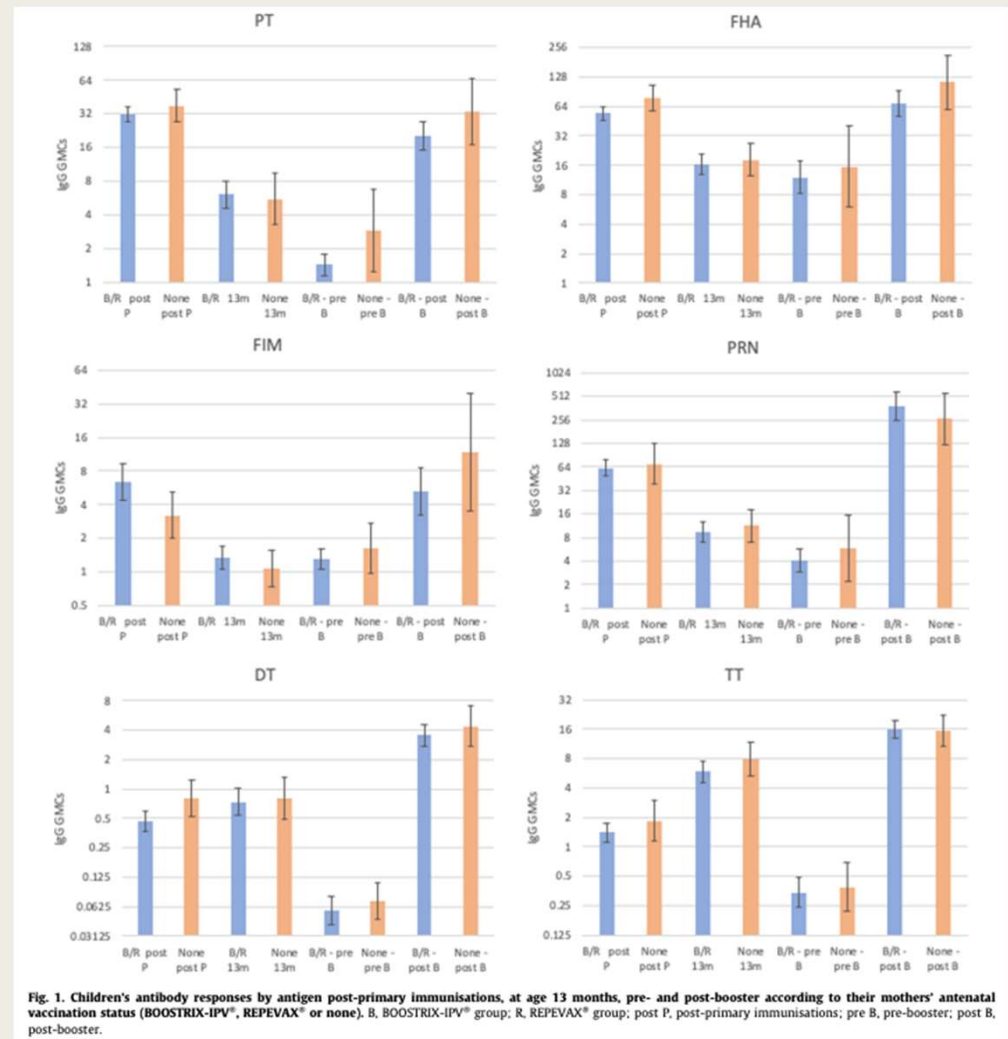 PT
128
64
32
16
8
4
2
1
IgG GMCs
B/R post P
None post P
B/R 13m
None 13m
B/R - pre B
None - pre B
B/R - post B
None - post B
FHA
256
128
64
32
16
8
4
2
1
IgG GMCs
B/R post P
None post P
B/R 13m
None 13m
B/R - pre B
None - pre B
B/R - post B
None - post B
FIM
64
32
16
8
4
2
1
0.5
IgG GMCs
B/R post P
None post P
B/R 13m
None 13m
B/R - pre B
None - pre B
B/R - post B
None - post B
PRN
1024
512
256
128
64
32
16
8
4
2
1
IgG GMCs
B/R post P
None post P
B/R 13m
None 13m
B/R - pre B
None - pre B
B/R - post B
None - post B
DT
8
4
2
1
0.5
0.25
0.125
0.0625
0.03125
IgG GMCs
B/R post P
None post P
B/R 13m
None 13m
B/R - pre B
None - pre B
B/R - post B
None - post B
TT
32
16
8
4
2
1
0.5
0.25
0.125
IgG GMCs
B/R post P
None post P
B/R 13m
None 13m
B/R - pre B
None - pre B
B/R - post B
None - post B
Fig. 1. Children's antibody responses by antigen post-primary immunisations, at age 13 months, pre- and post-booster according to their mothers' antenatal
vaccination status (BOOSTRIX-IPV®, REPEVAX® or none). B, BOOSTRIX-IPV® group; R, REPEVAX® group; post P, post-primary immunisations; pre B, pre-booster; post B,
post-booster.